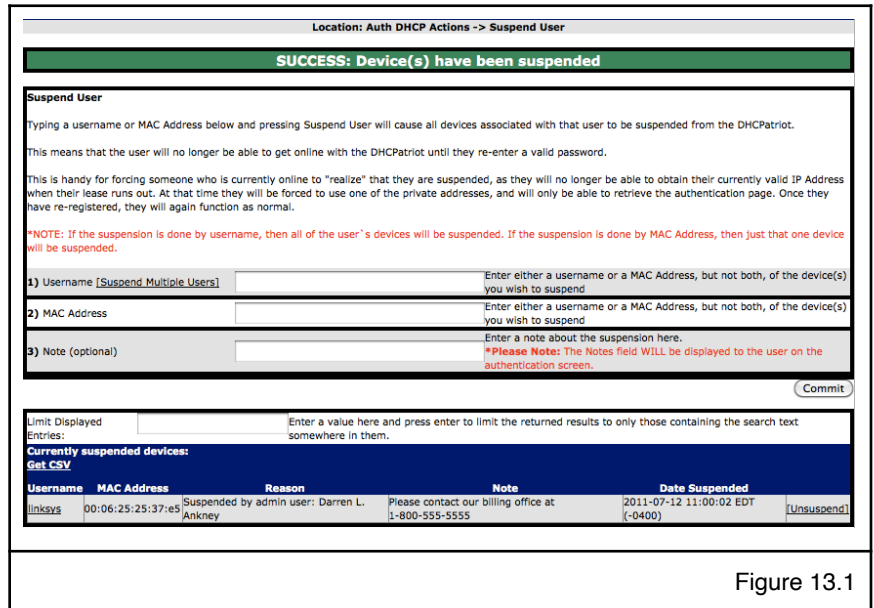 Location: Auth DHCP Actions -> Suspend User
SUCCESS: Device(s) have been suspended
Suspend User
Typing a username or MAC Address below and pressing Suspend User will cause all devices associated with that user to be suspended from the DHCPatriot.
This means that the user will no longer be able to get online with the DHCPatriot until they re-enter a valid password.
This is handy for forcing someone who is currently online to "realize" that they are suspended, as they will no longer be able to obtain their currently valid IP Address
when their lease runs out. At that time they will be forced to use one of the private addresses, and will only be able to retrieve the authentication page. Once they
have re-registered, they will again function as normal.
*NOTE: If the suspension is done by username, then all of the user`s devices will be suspended. If the suspension is done by MAC Address, then just that one device
will be suspended.
1) Username [Suspend Multiple Users]
Enter either a username or a MAC Address, but not both, of the device(s)
you wish to suspend
2) MAC Address
Enter either a username or a MAC Address, but not both, of the device(s)
you wish to suspend
3) Note (optional)
Enter a note about the suspension here.
*Please Note: The Notes field WILL be displayed to the user on the
authentication screen.
Commit
Limit Displayed
Entries:
Enter a value here and press enter to limit the returned results to only those containing the search text
somewhere in them.
Currently suspended devices:
Get CSV
Username MAC Address Reason Note Date Suspended
linksys 00:06:25:25:37:e5 Suspended by admin user: Darren L. Please contact our billing office at 2011-07-12 11:00:02 EDT [Unsuspend]
Ankney 1-800-555-5555 (-0400)
Figure 13.1